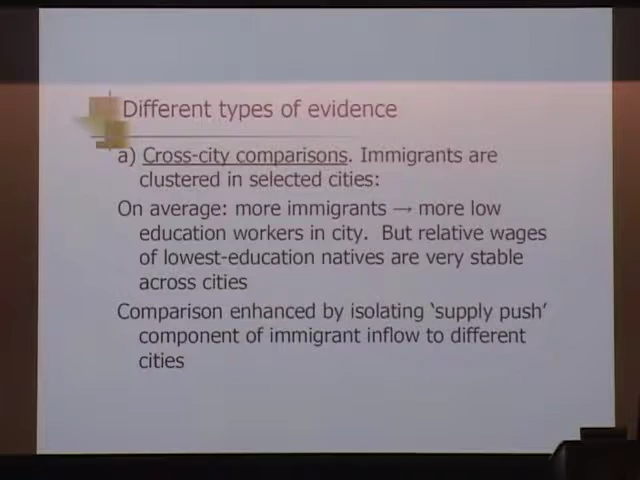 Different types of evidence
a) Cross-city comparisons. Immigrants are
clustered in selected cities:
On average: more immigrants → more low
education workers in city. But relative wages
of lowest-education natives are very stable
across cities
Comparison enhanced by isolating ‘supply push’
component of immigrant inflow to different
cities